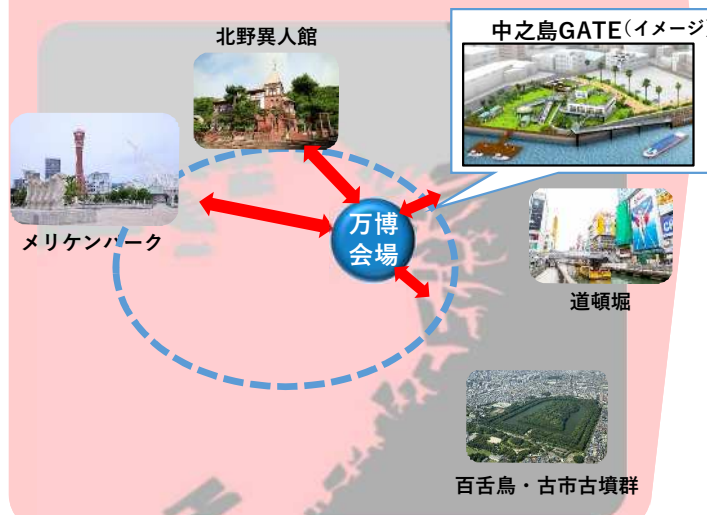 中之島GATE(イメージ)
北野異人館
メリケンパーク
万博
会場
道頓堀
百舌鳥・古市古墳群